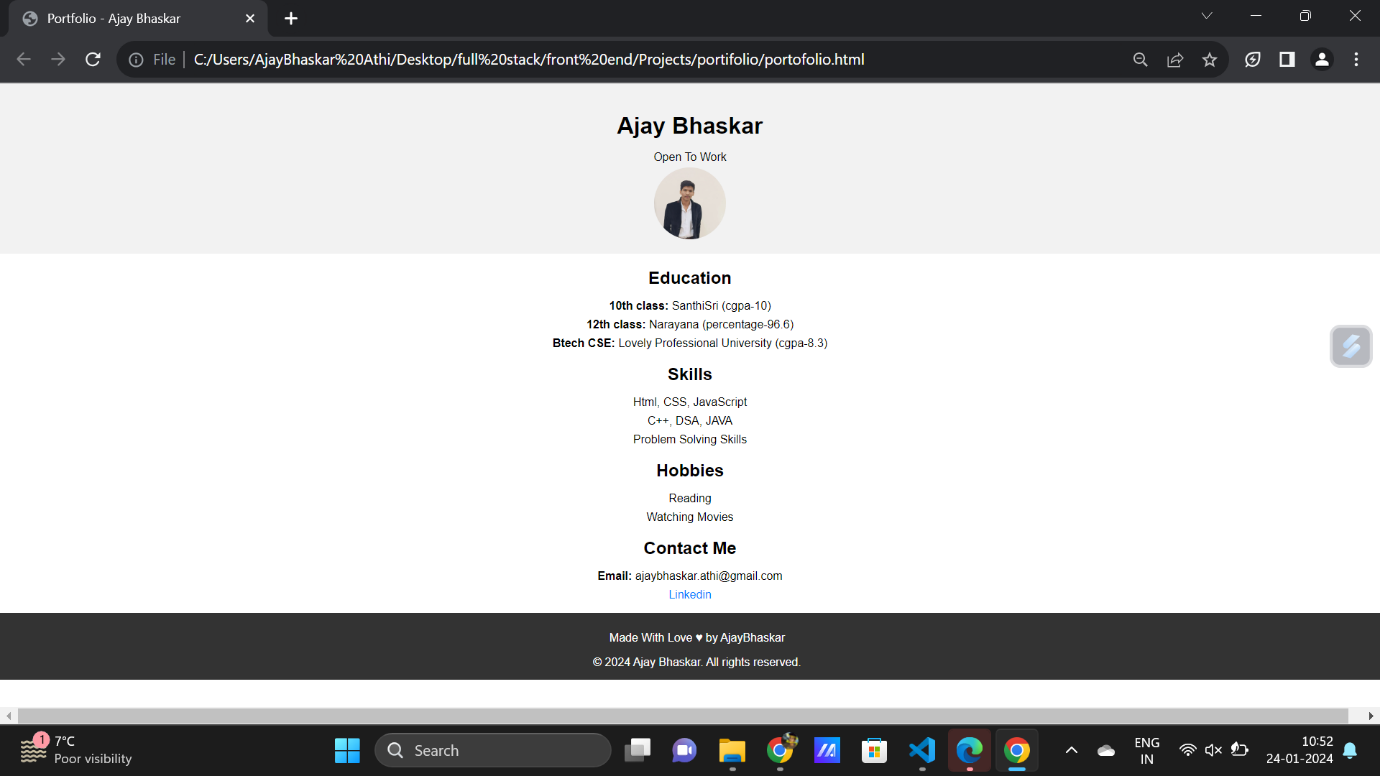 Portfolio - Ajay Bhaskar
File
C:/Users/AjayBhaskar%20Athi/Desktop/full%20stack/front%20end/Projects/portifolio/portofolio.html
Ajay Bhaskar
Open To Work
Education
10th class: SanthiSri (cgpa-10)
12th class: Narayana (percentage-96.6)
Btech CSE: Lovely Professional University (cgpa-8.3)
Skills
Html, CSS, JavaScript
C++, DSA, JAVA
Problem Solving Skills
Hobbies
Reading
Watching Movies
Contact Me
Email: ajaybhaskar.athi@gmail.com
Linkedin
Made With Love ♥ by AjayBhaskar
© 2024 Ajay Bhaskar. All rights reserved.
1
7°C
Poor visibility
Search
ENG
IN
10:52
24-01-2024